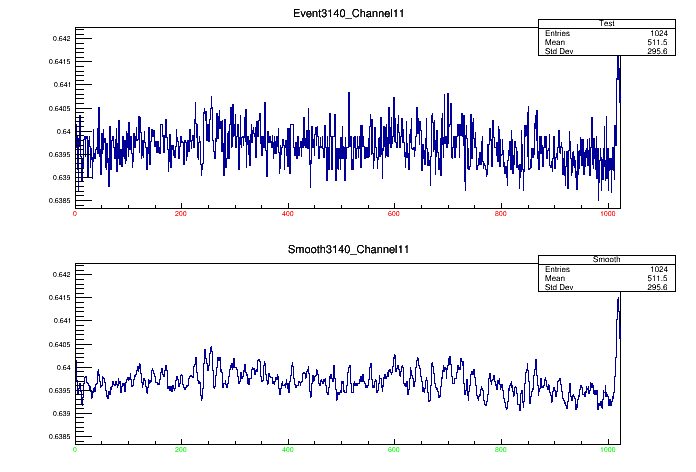 Event3140_Channel11
Test
Entries 1024
Mean 511.5
Std Dev 295.6
0.642
0.6415
0.641
0.6405
0.64
0.6395
0.639
0.6385
0 200 400 600 800 1000
Smooth3140_Channel11
Smooth
Entries 1024
Mean 511.5
Std Dev 295.6
0.642
0.6415
0.641
0.6405
0.64
0.6395
0.639
0.6385
0 200 400 600 800 1000